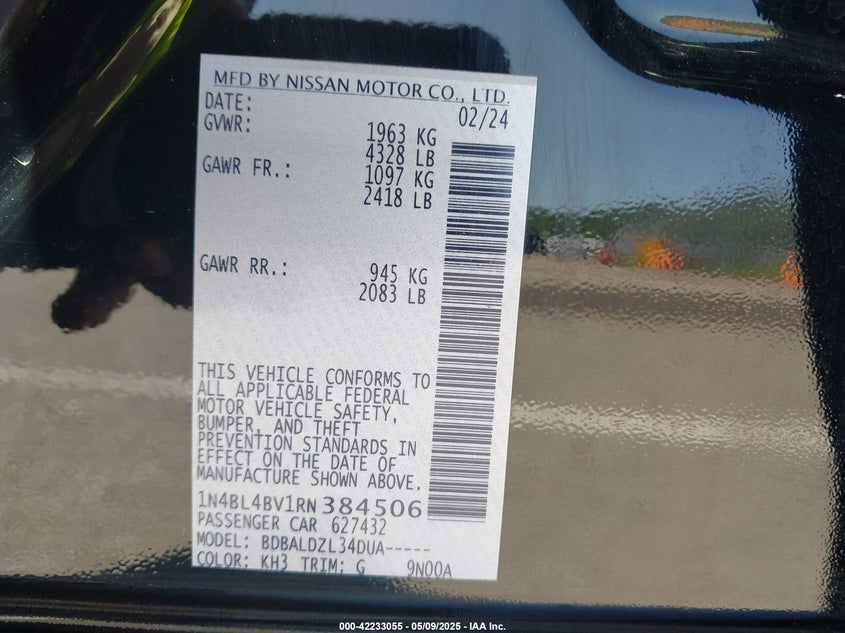 MFD BY NISSAN MOTOR CO., LTD.
DATE: 02/24
GVWR: 1963 KG
4328 LB
GAWR FR.: 1097 KG
2418 LB
GAWR RR.: 945 KG
2083 LB
THIS VEHICLE CONFORMS TO
ALL APPLICABLE FEDERAL
MOTOR VEHICLE SAFETY,
BUMPER, AND THEFT
PREVENTION STANDARDS IN
EFFECT ON THE DATE OF
MANUFACTURE SHOWN ABOVE.
1N4BL4BV1RN384506
PASSENGER CAR 627432
MODEL: BDBALDZL34DUA-----
COLOR: KH3 TRIM: G 9N00A
000-42233055 - 05/09/2025 - IAA Inc.